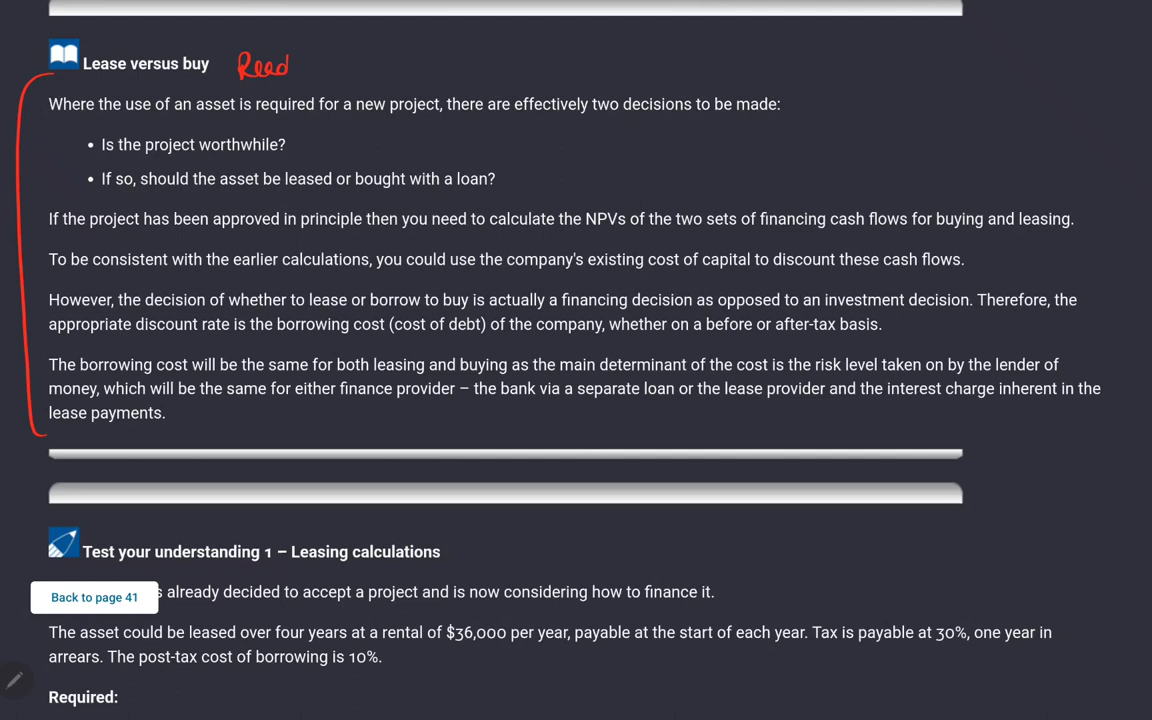 Lease versus buy Read
Where the use of an asset is required for a new project, there are effectively two decisions to be made:
• Is the project worthwhile?
• If so, should the asset be leased or bought with a loan?
If the project has been approved in principle then you need to calculate the NPVs of the two sets of financing cash flows for buying and leasing.
To be consistent with the earlier calculations, you could use the company's existing cost of capital to discount these cash flows.
However, the decision of whether to lease or borrow to buy is actually a financing decision as opposed to an investment decision. Therefore, the
appropriate discount rate is the borrowing cost (cost of debt) of the company, whether on a before or after-tax basis.
The borrowing cost will be the same for both leasing and buying as the main determinant of the cost is the risk level taken on by the lender of
money, which will be the same for either finance provider – the bank via a separate loan or the lease provider and the interest charge inherent in the
lease payments.
Test your understanding 1 – Leasing calculations
Back to page 41
already decided to accept a project and is now considering how to finance it.
The asset could be leased over four years at a rental of $36,000 per year, payable at the start of each year. Tax is payable at 30%, one year in
arrears. The post-tax cost of borrowing is 10%.
Required: